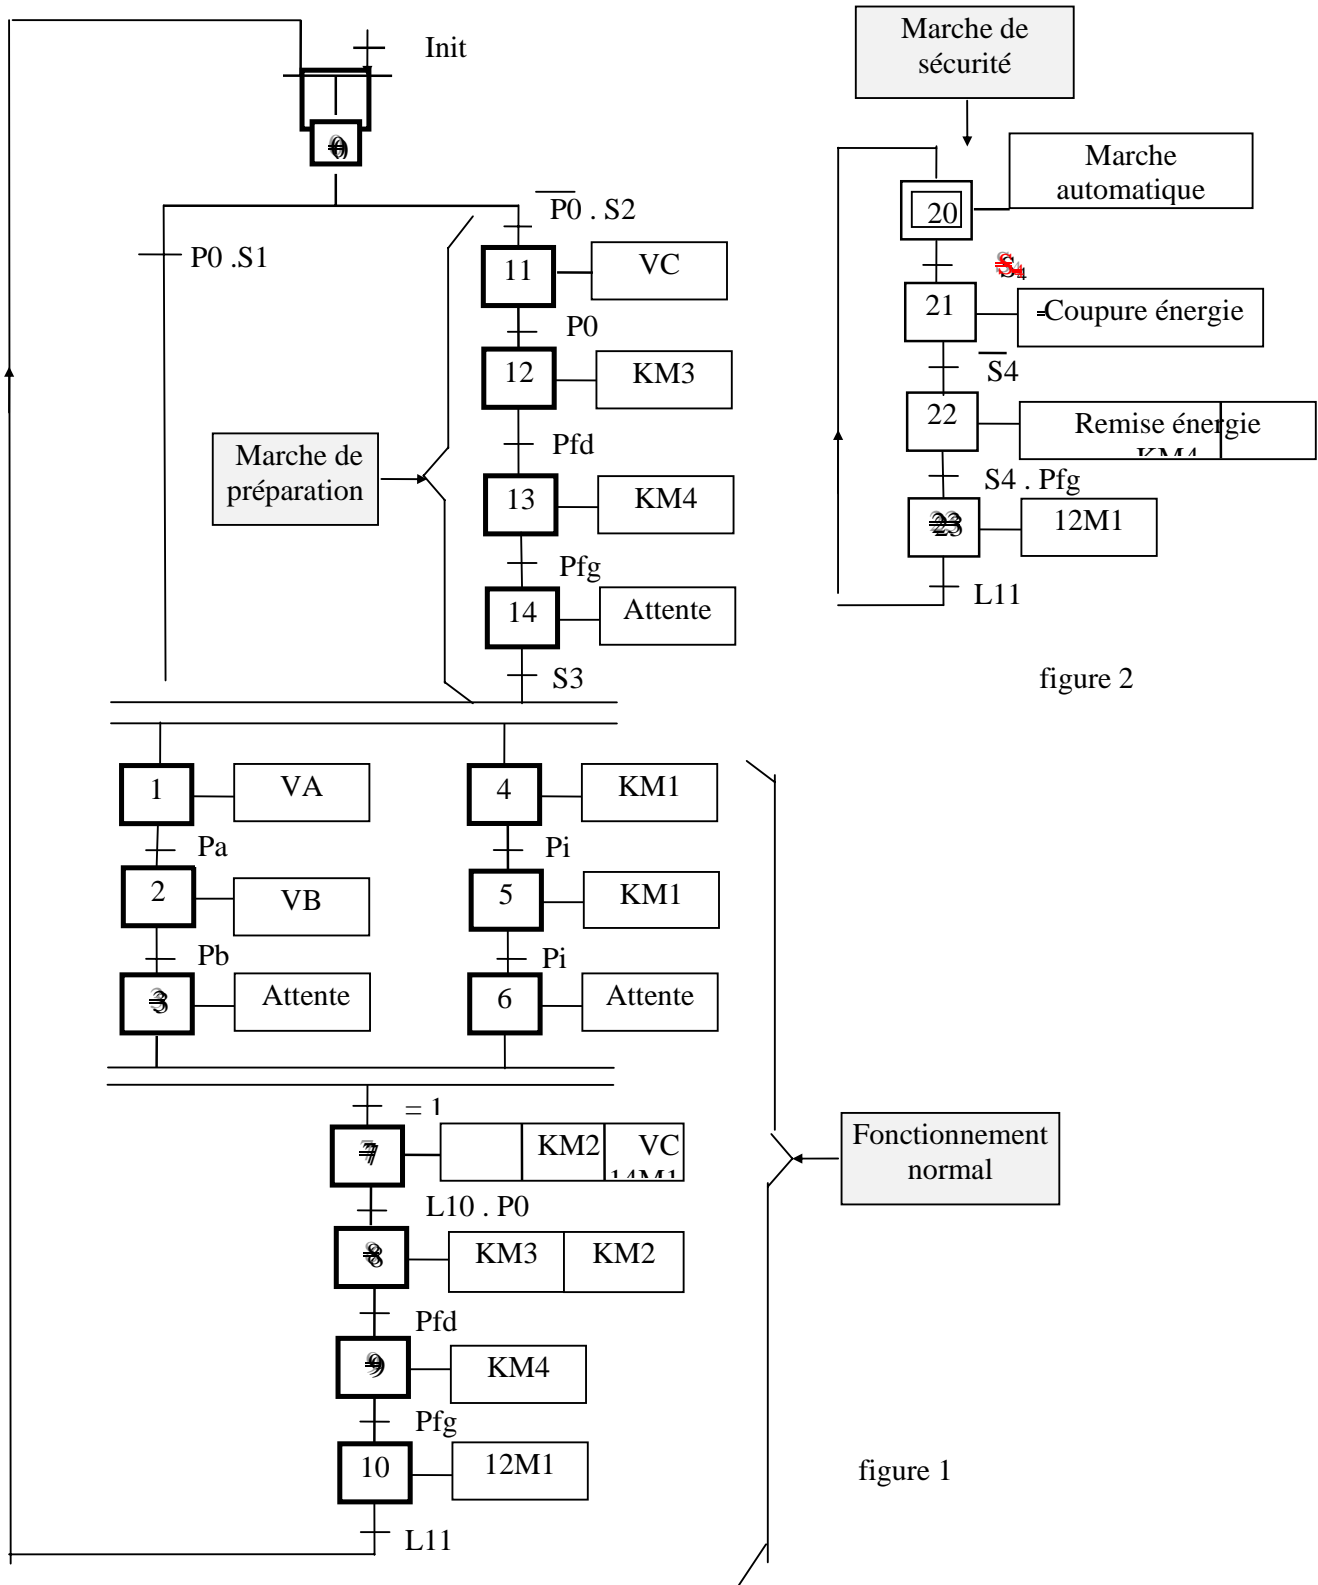 Init
0
P0 .S1
P0 . S2
11
VC
P0
12
KM3
Pfd
Marche de
préparation
13
KM4
Pfg
14
Attente
S3
Marche de
sécurité
Marche
automatique
20
S4
21
Coupure énergie
S4
22
Remise énergie
KM4
S4 . Pfg
23
12M1
L11
figure 2
1
VA
Pa
2
VB
Pb
3
Attente
4
KM1
Pi
5
KM1
Pi
6
Attente
= 1
7
KM2
VC
14M1
L10 . P0
8
KM3
KM2
Pfd
9
KM4
Pfg
10
12M1
L11
Fonctionnement
normal
figure 1